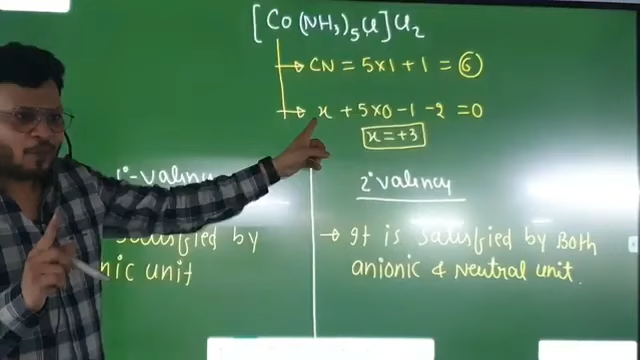 [Co(NH₃)₅Cl]Cl₂
CN = 5×1+1 = 6
x + 5×0 -1 -2 =0
x = +3
1°-Valency
2°valency
satisfied by
nic unit
→ It is satisfied by Both
anionic & Neutral unit.